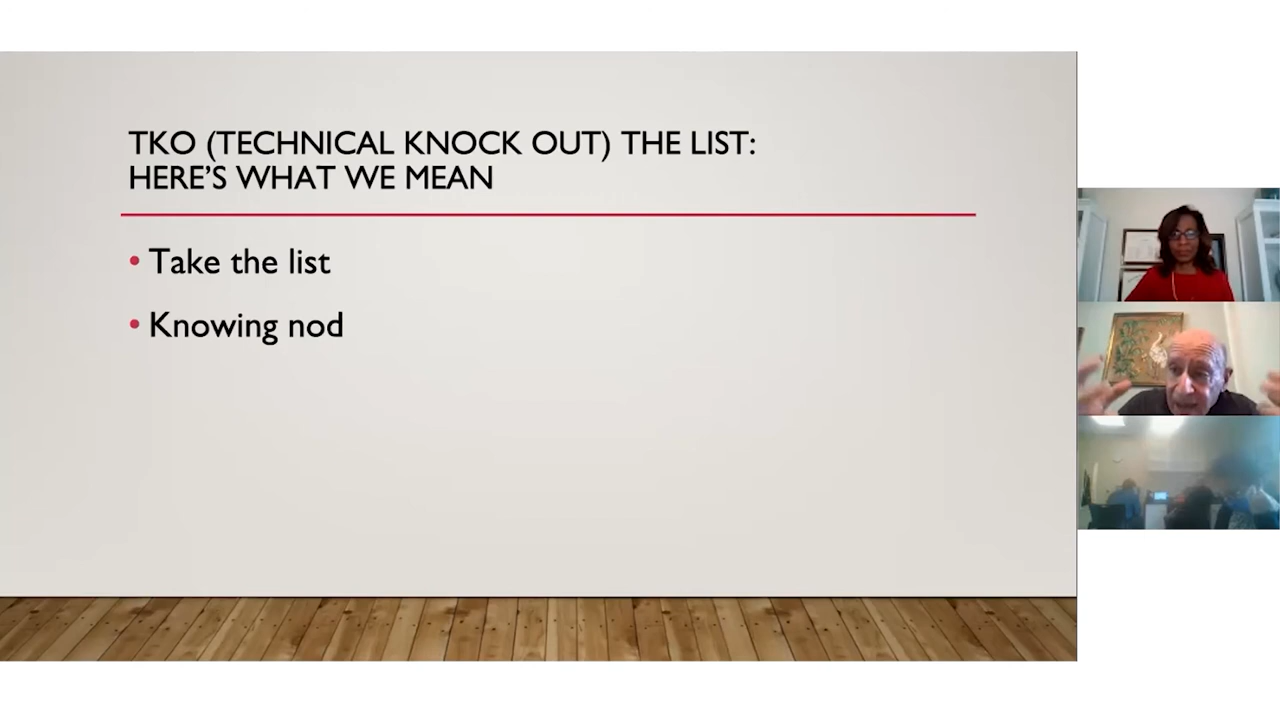 TKO (TECHNICAL KNOCK OUT) THE LIST:
HERE'S WHAT WE MEAN
• Take the list
• Knowing nod